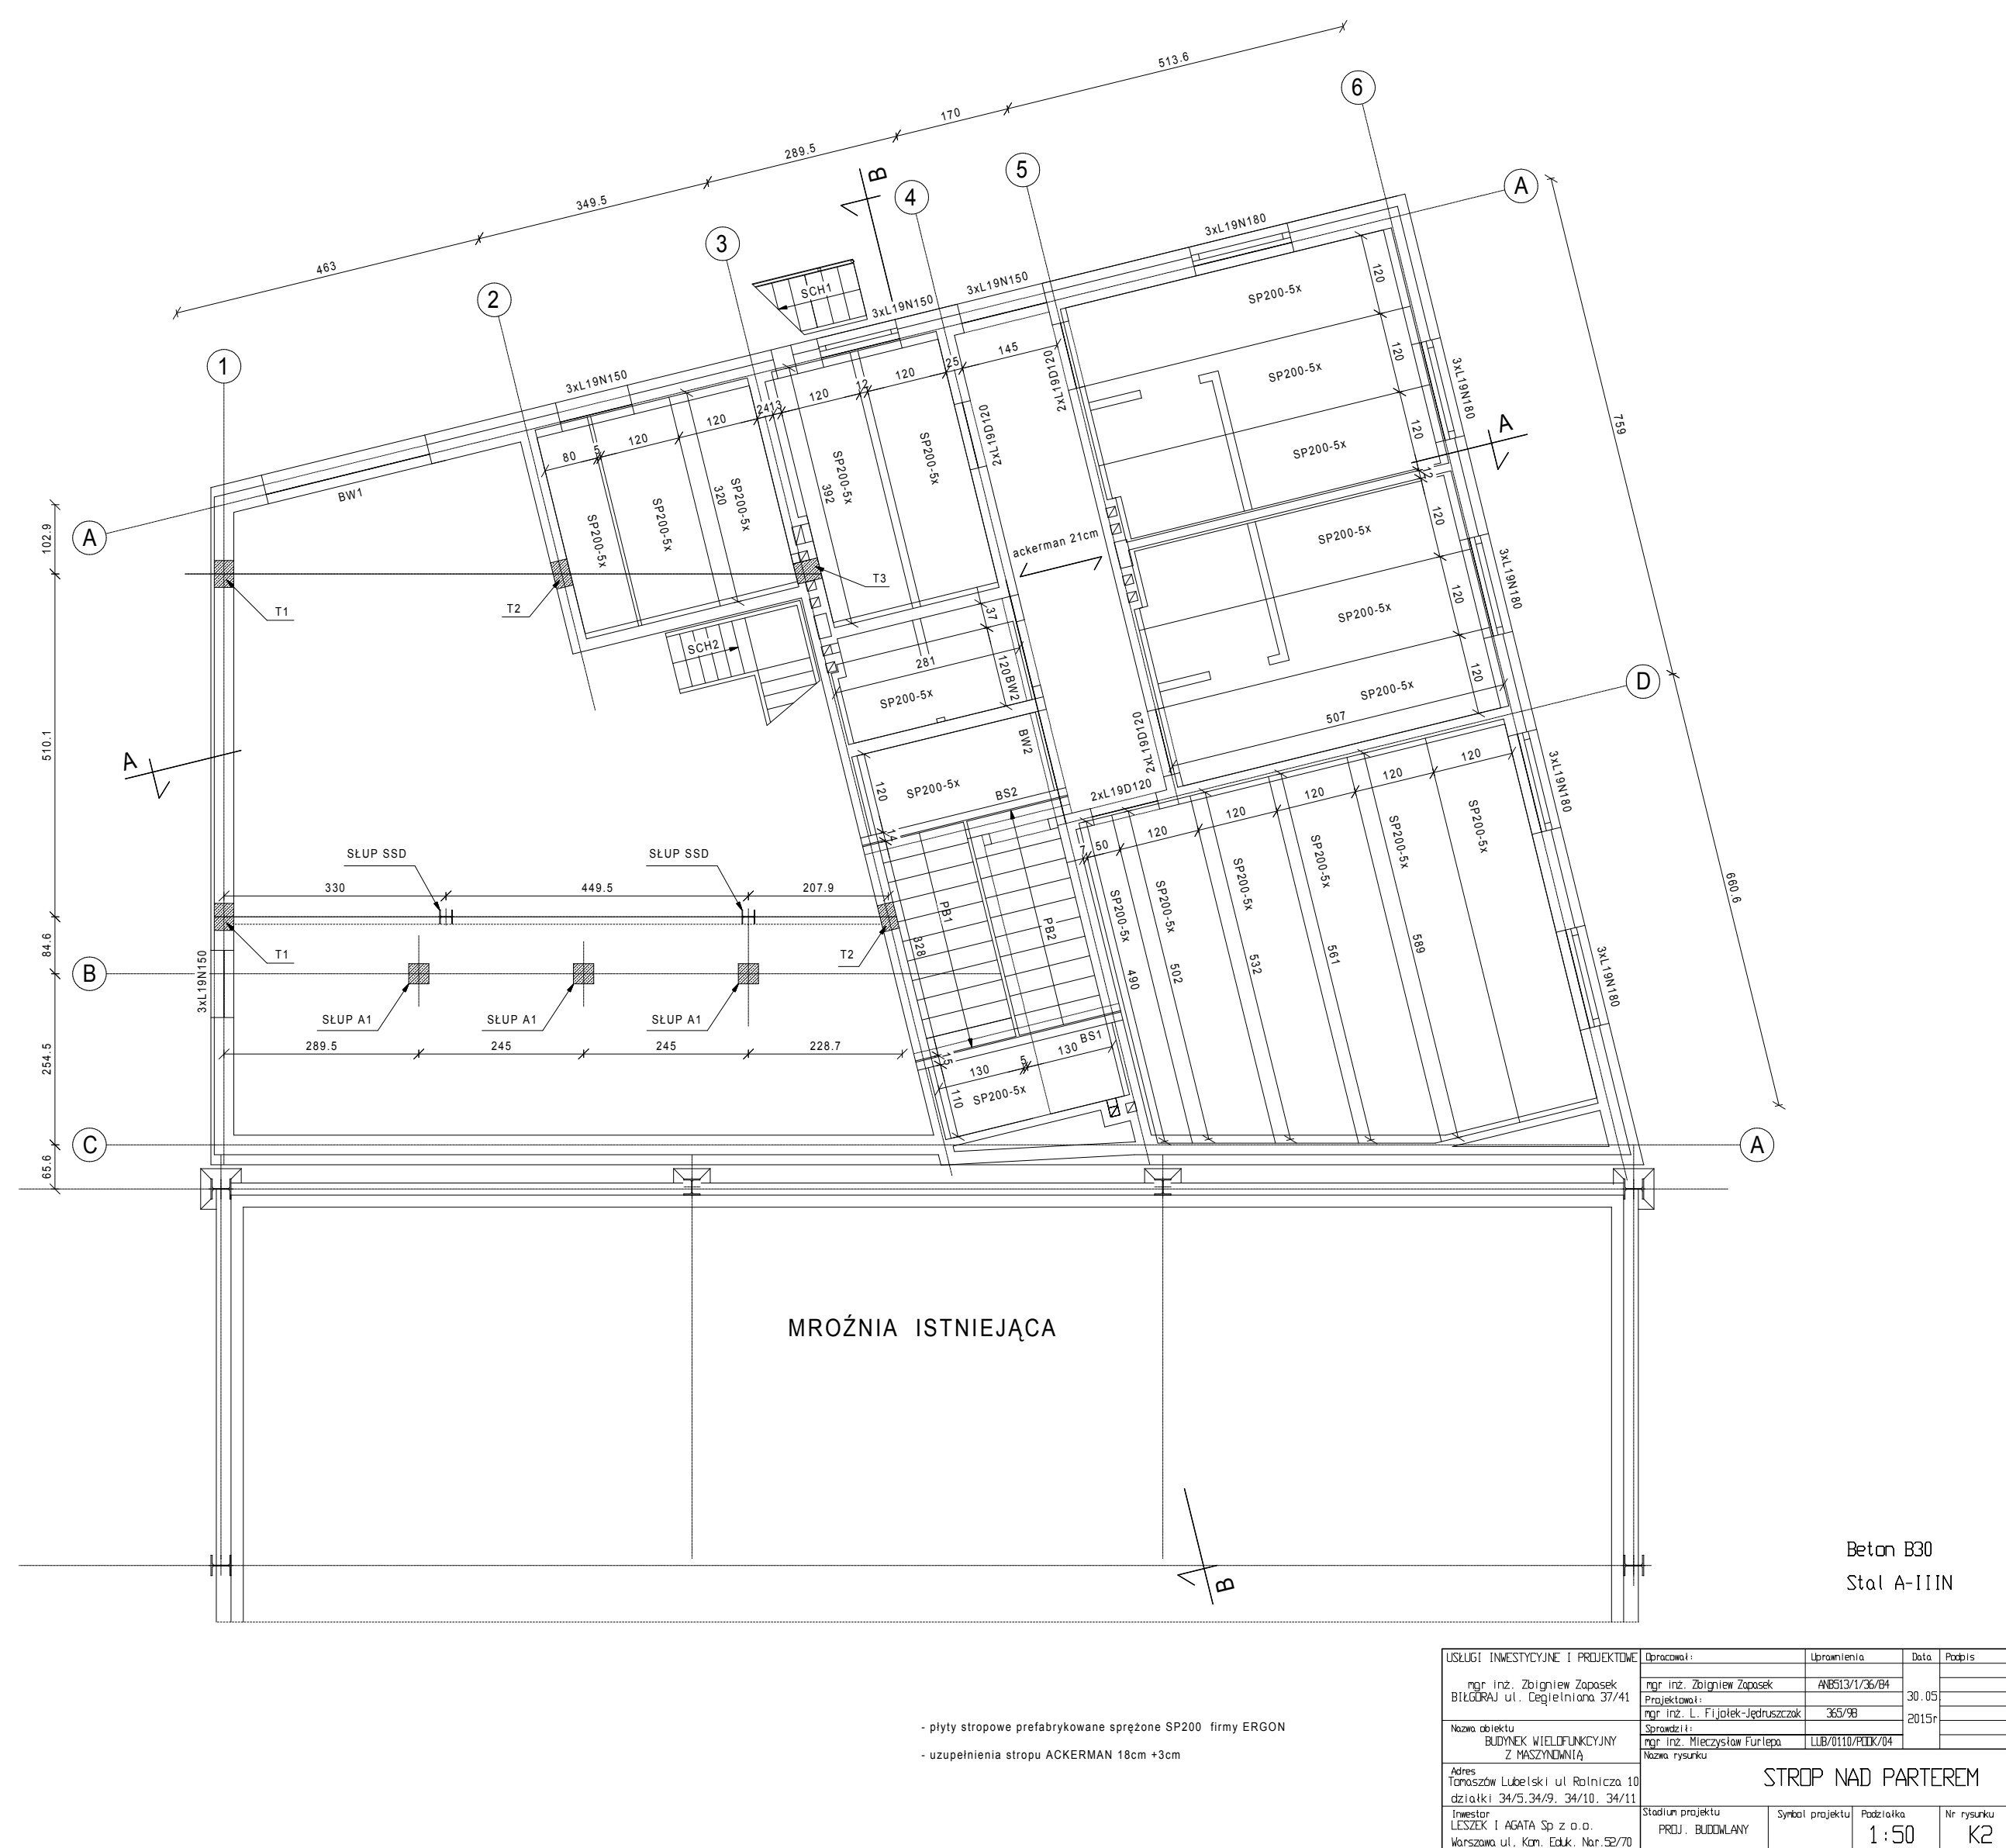 513.6
170
289.5
349.5
463
6
5
4
3
2
1
B
A
3xL19N180
SCH1
3xL19N150
3xL19N150
3xL19N150
SP200-5x
120
145
25
2xL19D120
120
12
120
2413
120
5
80
BW1
102.9
A
SP200-5x
120
SP200-5x
120
3xL19N180
A
759
12
2xL19D120
SP200-5x
SP200-5x
392
SP200-5x
320
SP200-5x
SP200-5x
ackerman 21cm
SP200-5x
120
3xL19N180
T3
T1
T2
SCH2
37
120
BW2
281
SP200-5x
SP200-5x
120
SP200-5x
120
507
D
510.1
A
BW2
2xL19D120
120
SP200-5x
BS2
14
2xL19D120
3xL19N180
120
120
120
120
120
50
7
SP200-5x
SP200-5x
SP200-5x
SP200-5x
SP200-5x
SP200-5x
SŁUP SSD
SŁUP SSD
330
449.5
207.9
PB1
PB2
328
490
502
532
561
589
660.6
3xL19N180
84.6
B
3xL19N150
T1
T2
SŁUP A1
SŁUP A1
SŁUP A1
289.5
245
245
228.7
254.5
15
130
5
130
BS1
110
SP200-5x
C
A
65.6
MROŹNIA ISTNIEJĄCA
B
Beton B30
Stal A-IIIN
- płyty stropowe prefabrykowane sprężone SP200 firmy ERGON
- uzupełnienia stropu ACKERMAN 18cm +3cm
USŁUGI INWESTYCYJNE I PROJEKTOWE
mgr inż. Zbigniew Zapasek
BIŁGORAJ ul. Cegielniana 37/41
Nazwa obiektu
BUDYNEK WIELOFUNKCYJNY
Z MASZYNOWNIĄ
Adres
Tomaszów Lubelski ul Rolnicza 10
działki 34/5,34/9, 34/10, 34/11
Inwestor
LESZEK I AGATA Sp z o.o.
Warszawa ul. Kom. Eduk. Nar.52/70
Opracował: Uprawnienia Data Podpis
mgr inż. Zbigniew Zapasek ANB513/1/36/84
Projektował:
mgr inż. L. Fijołek-Jędruszczak 365/98
Sprawdził:
mgr inż. Mieczysław Furlepa LUB/0110/POOK/04
30.05
2015r
Nazwa rysunku
STROP NAD PARTEREM
Stadium projektu Symbol projektu Podziałka Nr rysunku
PROJ. BUDOWLANY 1:50 K2